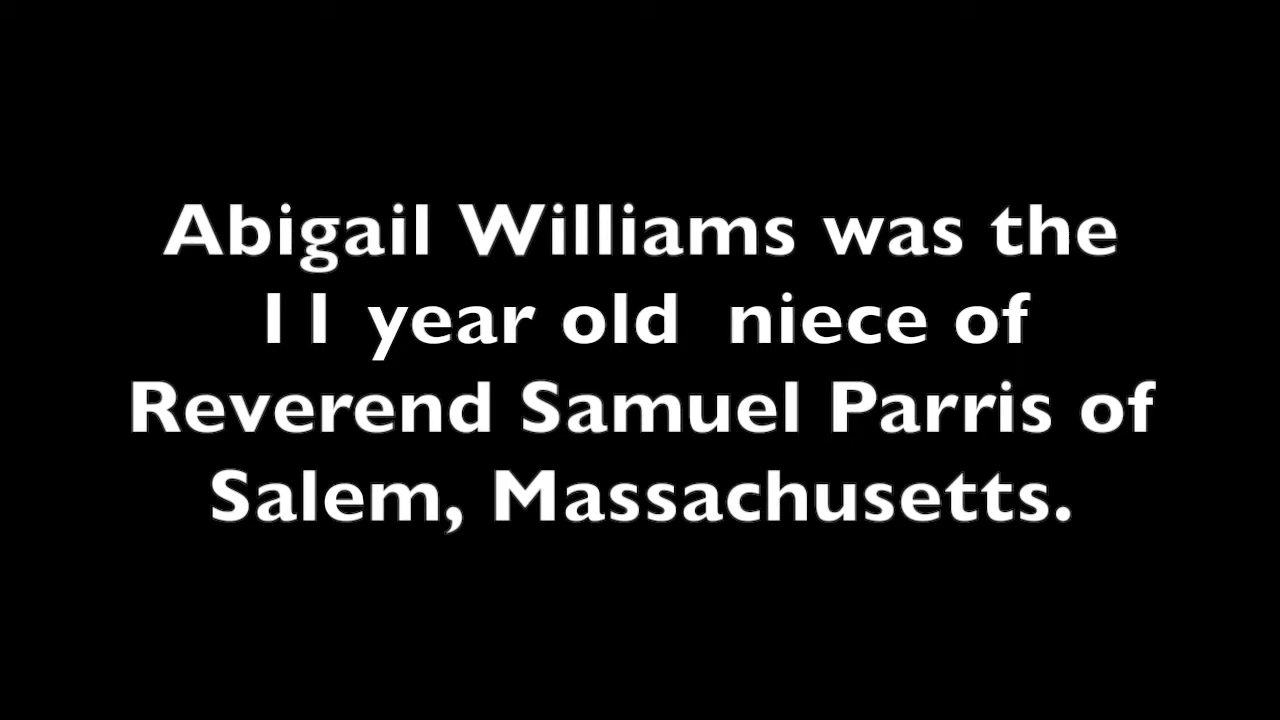 Abigail Williams was the
11 year old  niece of
Reverend Samuel Parris of
Salem, Massachusetts.